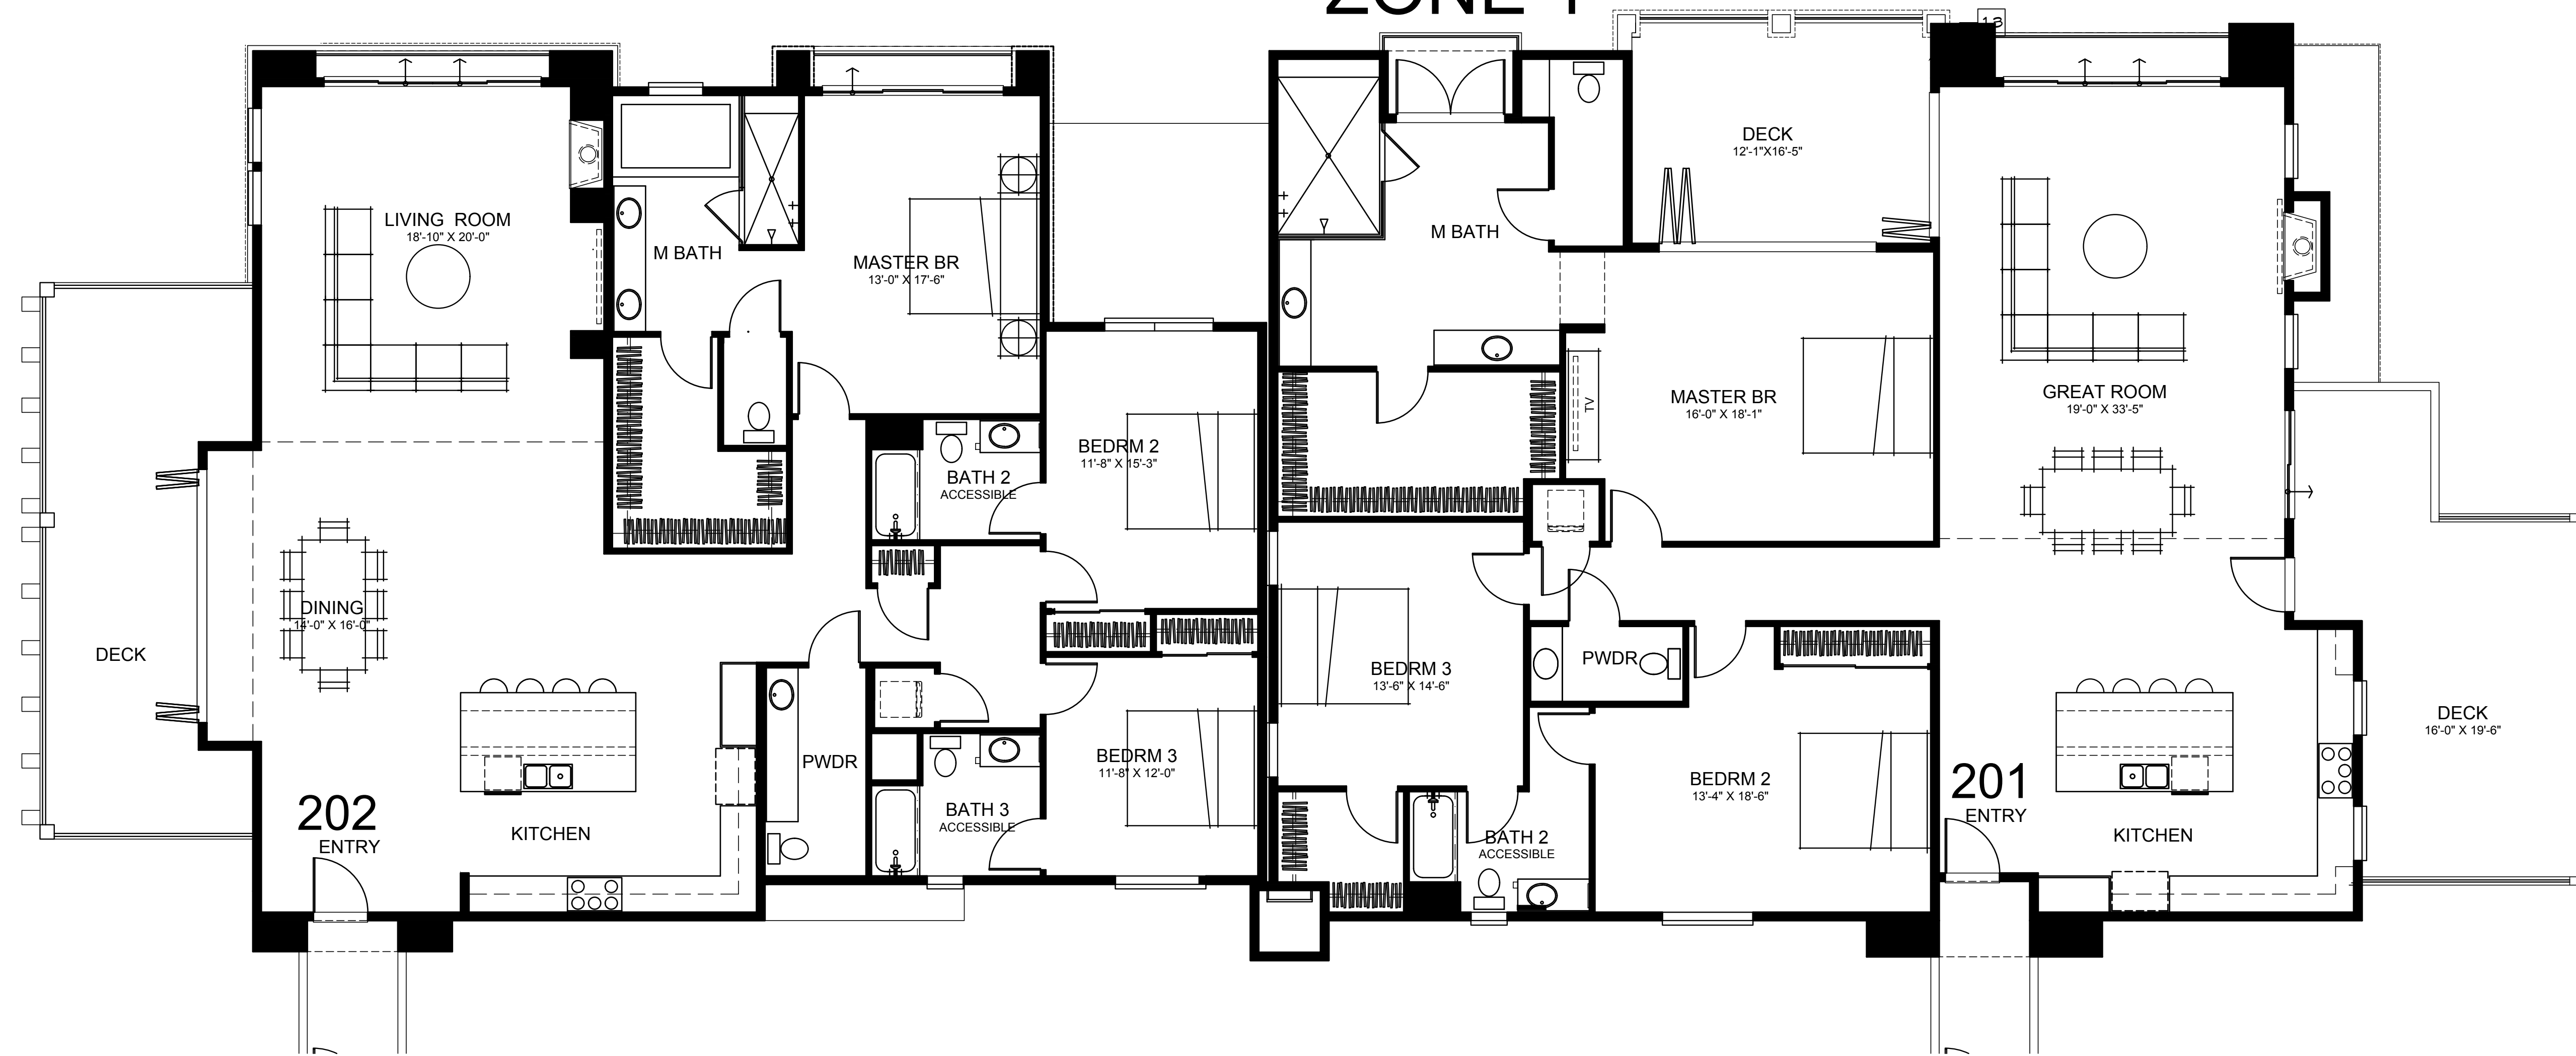 ZONE 1
LIVING ROOM
18'-10" X 20'-0"
M BATH
MASTER BR
13'-0" X 17'-6"
BEDRM 2
11'-8" X 15'-3"
BATH 2
ACCESSIBLE
DINING
14'-0" X 16'-0"
DECK
PWDR
BEDRM 3
11'-8" X 12'-0"
BATH 3
ACCESSIBLE
202
ENTRY
KITCHEN
M BATH
DECK
12'-1"X16'-5"
MASTER BR
16'-0" X 18'-1"
TV
GREAT ROOM
19'-0" X 33'-5"
BEDRM 3
13'-6" X 14'-6"
PWDR
BEDRM 2
13'-4" X 18'-6"
BATH 2
ACCESSIBLE
201
ENTRY
KITCHEN
DECK
16'-0" X 19'-6"